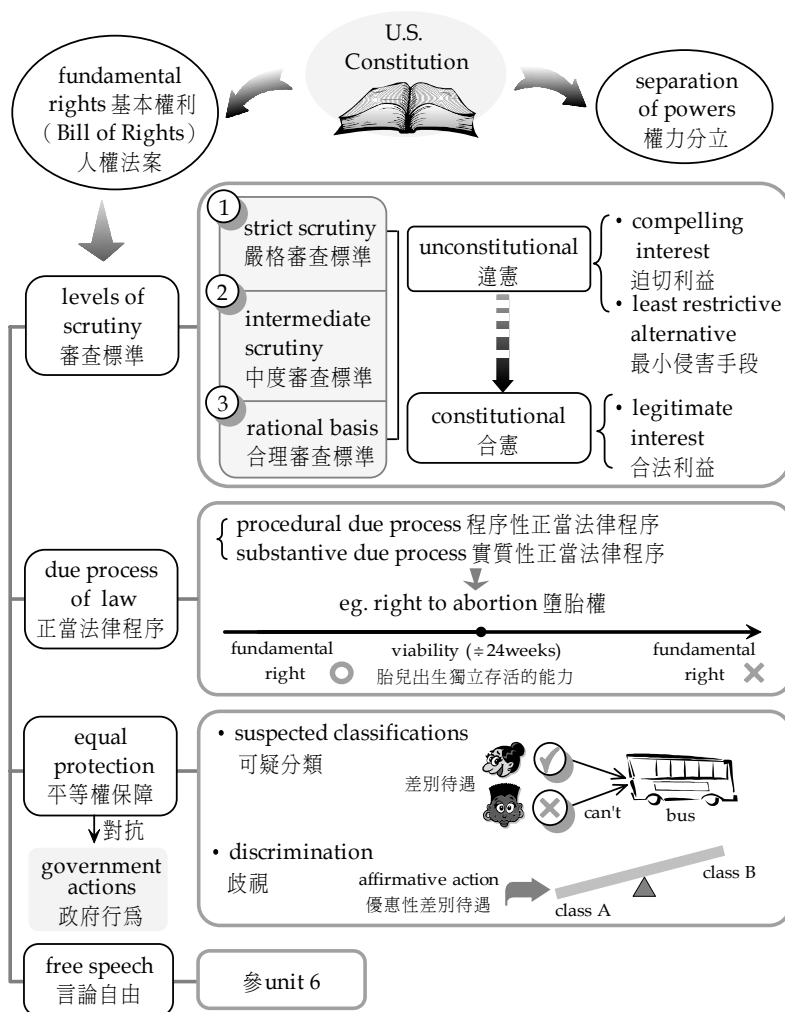 U.S.
Constitution
fundamental
rights 基本權利
( Bill of Rights )
人權法案
separation
of powers
權力分立
levels of
scrutiny
審查標準
1
strict scrutiny
嚴格審查標準
2
intermediate
scrutiny
中度審查標準
3
rational basis
合理審查標準
unconstitutional
違憲
• compelling
interest
迫切利益
• least restrictive
alternative
最小侵害手段
constitutional
合憲
• legitimate
interest
合法利益
due process
of law
正當法律程序
procedural due process 程序性正當法律程序
substantive due process 實質性正當法律程序
eg. right to abortion 墮胎權
fundamental
right
viability (÷24weeks)
胎兒出生獨立存活的能力
fundamental
right
equal
protection
平等權保障
對抗
government
actions
政府行爲
• suspected classifications
可疑分類
差別待遇
can't
bus
• discrimination
歧視
affirmative action
優惠性差別待遇
class A
class B
free speech
言論自由
參unit 6